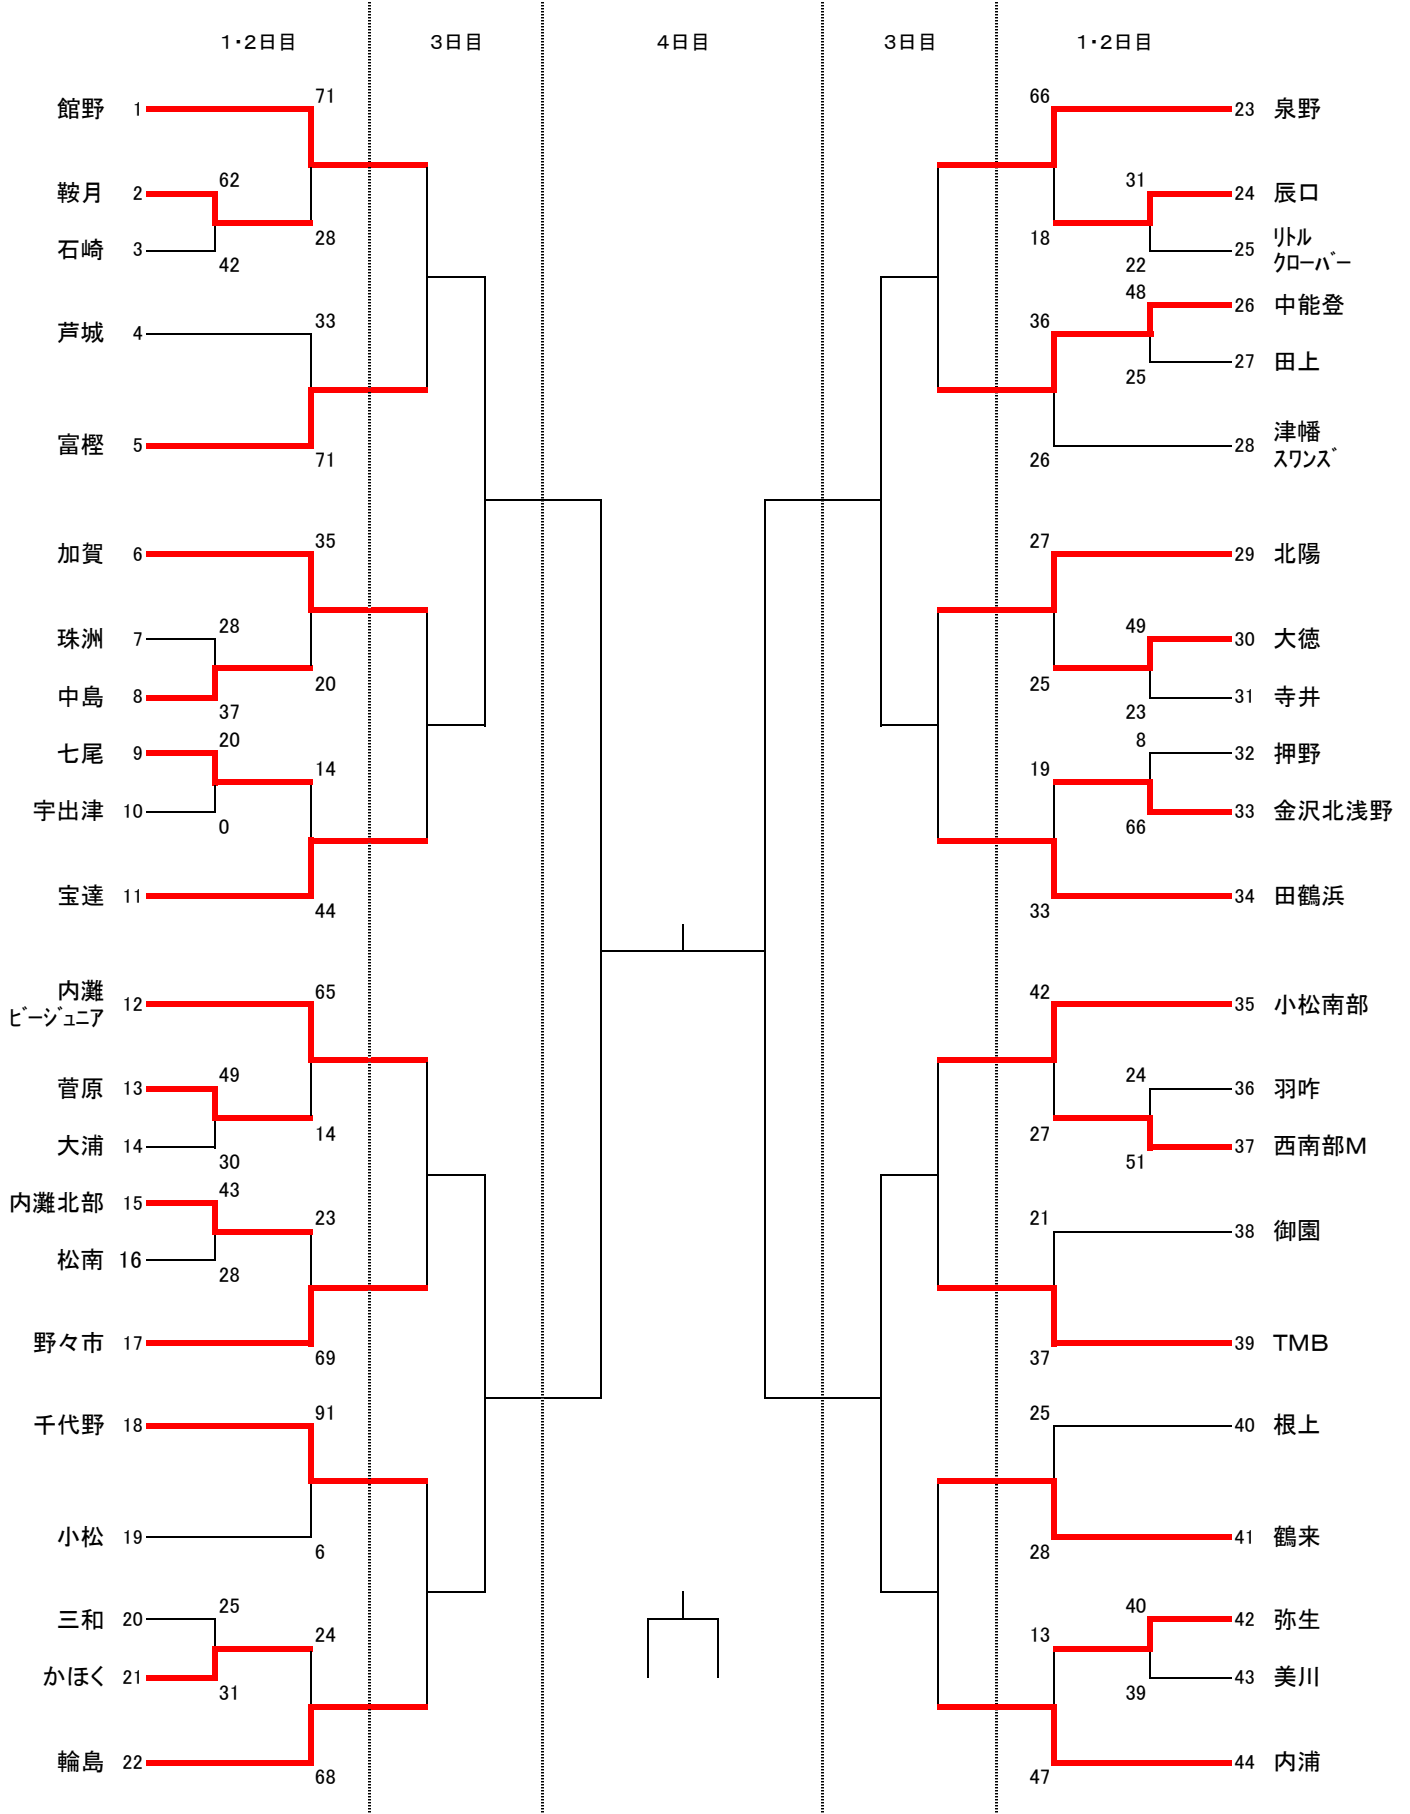 1・2日目 3日目 4日目 3日目 1・2日目
71
館野 1
62
鞍月 2
28
石崎 3
42
33
芦城 4
富樫 5
71
35
加賀 6
28
珠洲 7
20
中島 8
37
20
七尾 9
14
宇出津 10
0
宝達 11
44
65
内灘
ビージュニア 12
49
菅原 13
14
大浦 14
30
43
内灘北部 15
23
松南 16
28
野々市 17
69
91
千代野 18
小松 19
6
25
三和 20
24
かほく 21
31
輪島 22
68
66
23 泉野
31
24 辰口
18
25 リトル
クローバー
22
48
26 中能登
36
27 田上
25
28 津幡
スワンズ
26
27
29 北陽
49
30 大徳
25
31 寺井
23
8
32 押野
19
33 金沢北浅野
66
34 田鶴浜
33
42
35 小松南部
24
36 羽咋
27
37 西南部M
51
21
38 御園
39 TMB
37
25
40 根上
41 鶴来
28
40
42 弥生
13
43 美川
39
44 内浦
47